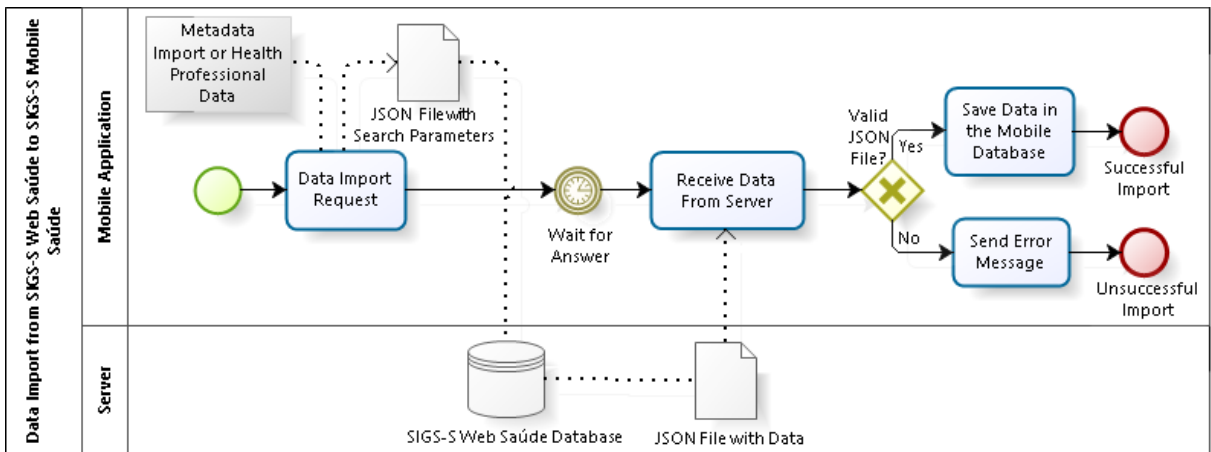 Data Import from SIGS-S Web Saúde to SIGS-S Mobile
Saúde
Mobile Application
Metadata
Import or Health
Professional
Data
JSON Filewith
Search Parameters
Data Import
Request
Wait for
Answer
Receive Data
From Server
Valid
JSON
File?
Yes
No
Save Data in
the Mobile
Database
Successful
Import
Send Error
Message
Unsuccessful
Import
Server
SIGS-S Web Saúde Database
JSON File with Data